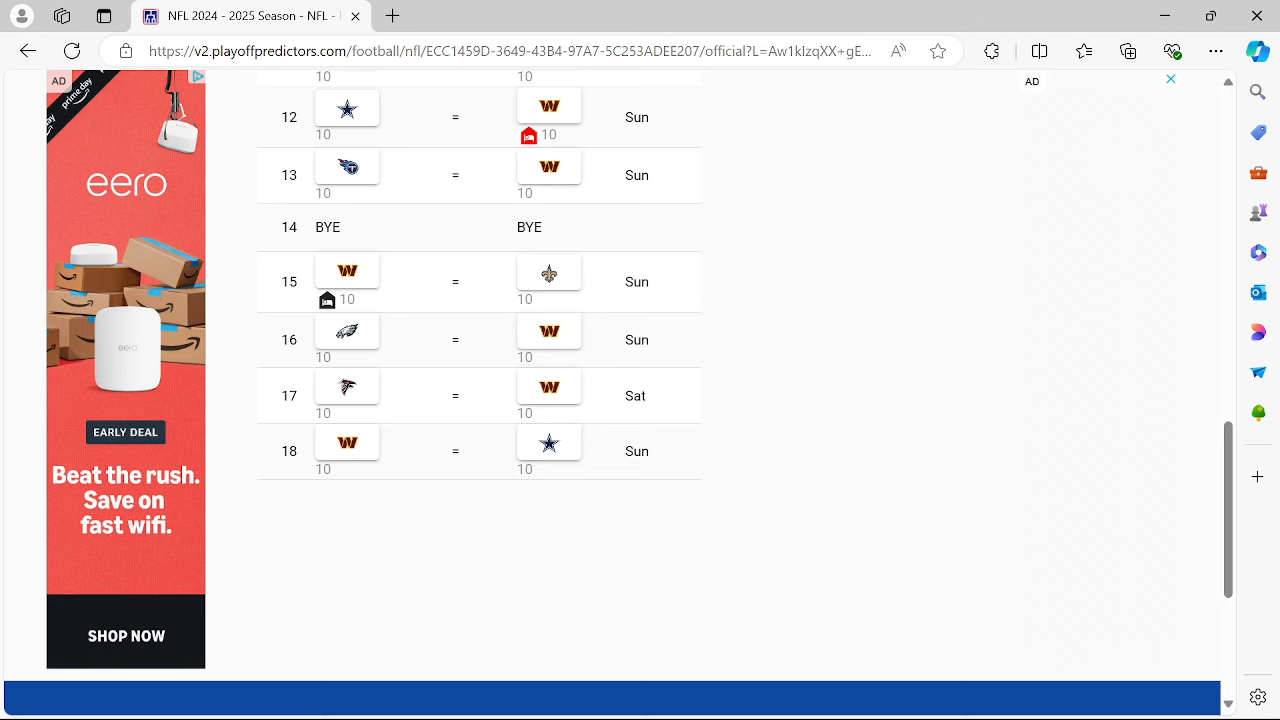 NFL 2024 - 2025 Season - NFL -
https://v2.playoffpredictors.com/football/nfl/ECC1459D-3649-43B4-97A7-5C253ADEE207/official?L=Aw1klzqXX+gE...
AD
prime day
eero
EARLY DEAL
Beat the rush.
Save on
fast wifi.
SHOP NOW
AD
10 10
12 = W Sun
10 10
13 = W Sun
10 10
14 BYE BYE
15 W = Sun
10 10
16 = W Sun
10 10
17 = W Sat
10 10
18 W = Sun
10 10